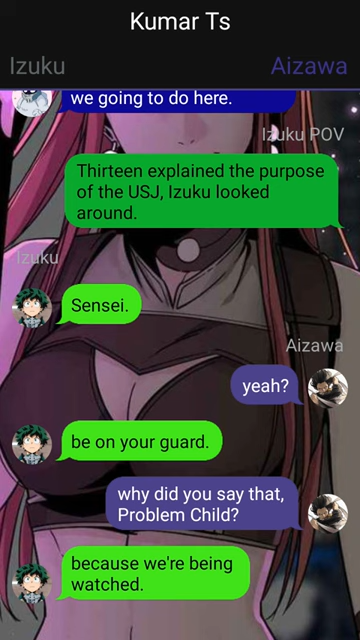 Kumar Ts
Izuku
Aizawa
we going to do here.
Izuku POV
Thirteen explained the purpose
of the USJ, Izuku looked
around.
Izuku
Sensei.
Aizawa
yeah?
be on your guard.
why did you say that,
Problem Child?
because we're being
watched.